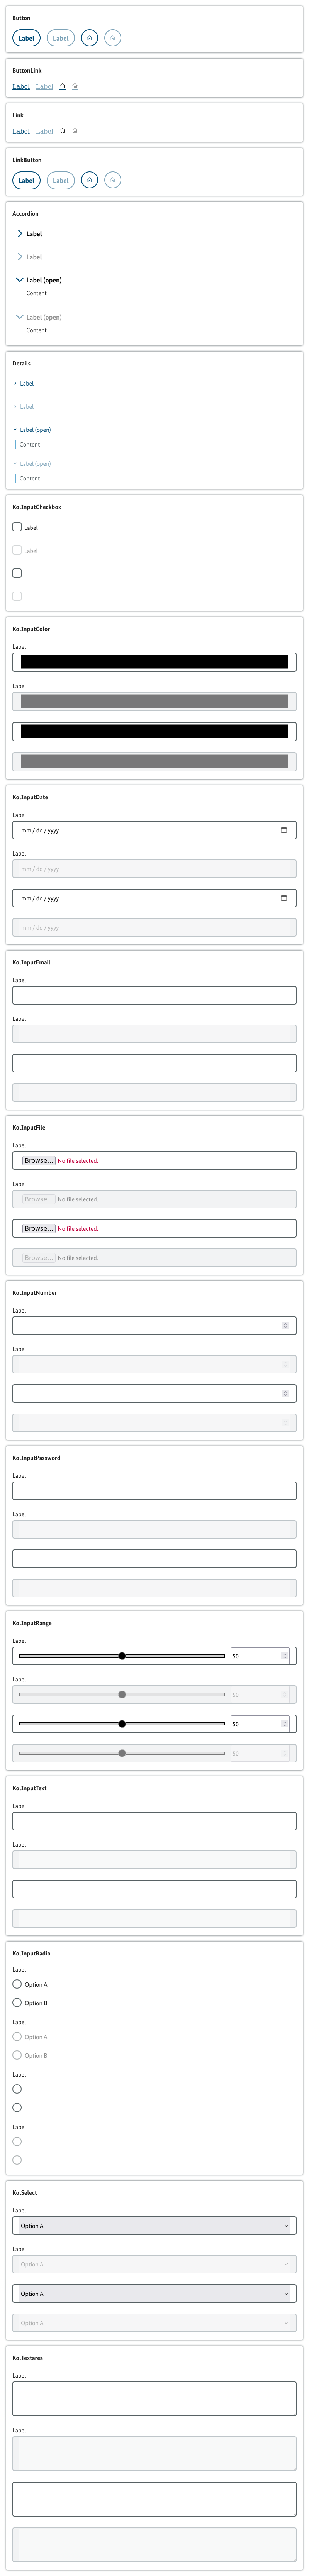 Button
Label Label
ButtonLink
Label Label
Link
Label Label
LinkButton
Label Label
Accordion
Label
Label
Label (open)
Content
Label (open)
Content
Details
Label
Label
Label (open)
Content
Label (open)
Content
KolInputCheckbox
Label
Label
KolInputColor
Label
Label
KolInputDate
Label
mm / dd / yyyy
Label
mm / dd / yyyy
mm / dd / yyyy
mm / dd / yyyy
KolInputEmail
Label
Label
KolInputFile
Label
Browse... No file selected.
Label
Browse... No file selected.
Browse... No file selected.
Browse... No file selected.
KolInputNumber
Label
Label
KolInputPassword
Label
Label
KolInputRange
Label
50
Label
50
50
50
KolInputText
Label
Label
KolInputRadio
Label
Option A
Option B
Label
Option A
Option B
Label
Label
KolSelect
Label
Option A
Label
Option A
Option A
Option A
KolTextarea
Label
Label